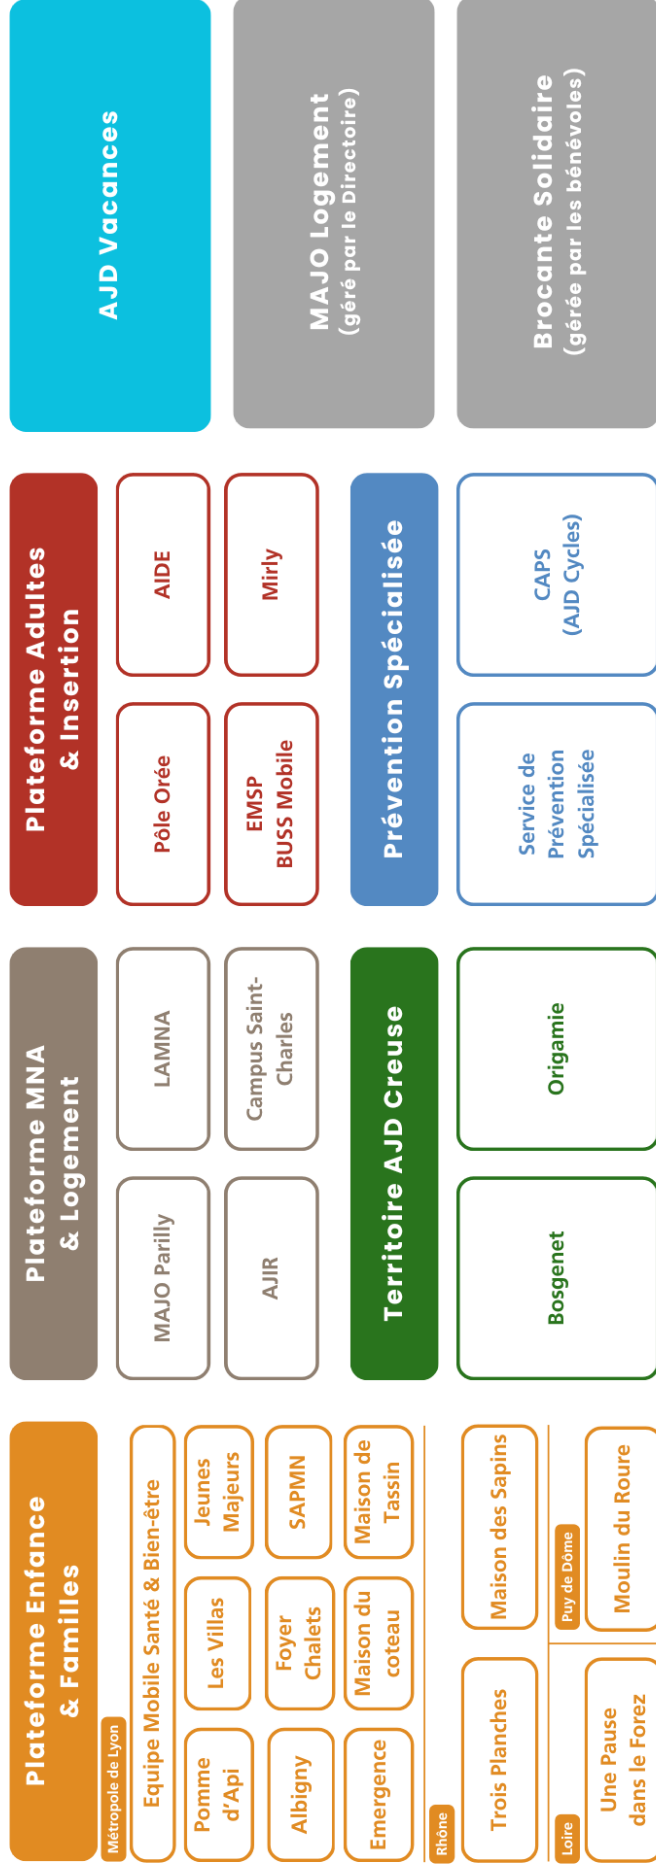 Plateforme Enfance
& Familles
Métropole de Lyon
Equipe Mobile Santé & Bien-être
Pomme
d'Api
Les Villas
Jeunes
Majeurs
Albigny
Foyer
Chalets
SAPMN
Emergence
Maison du
coteau
Maison de
Tassin
Rhône
Trois Planches
Maison des Sapins
Loire
Une Pause
dans le Forez
Puy de Dôme
Moulin du Roure
Plateforme MNA
& Logement
MAJO Parilly
LAMNA
AJIR
Campus Saint-
Charles
Territoire AJD Creuse
Bosgenet
Origamie
Plateforme Adultes
& Insertion
Pôle Orée
AIDE
EMSP
BUSS Mobile
Mirly
Prévention Spécialisée
Service de
Prévention
Spécialisée
CAPS
(AJD Cycles)
AJD Vacances
MAJO Logement
(géré par le Directoire)
Brocante Solidaire
(gérée par les bénévoles)